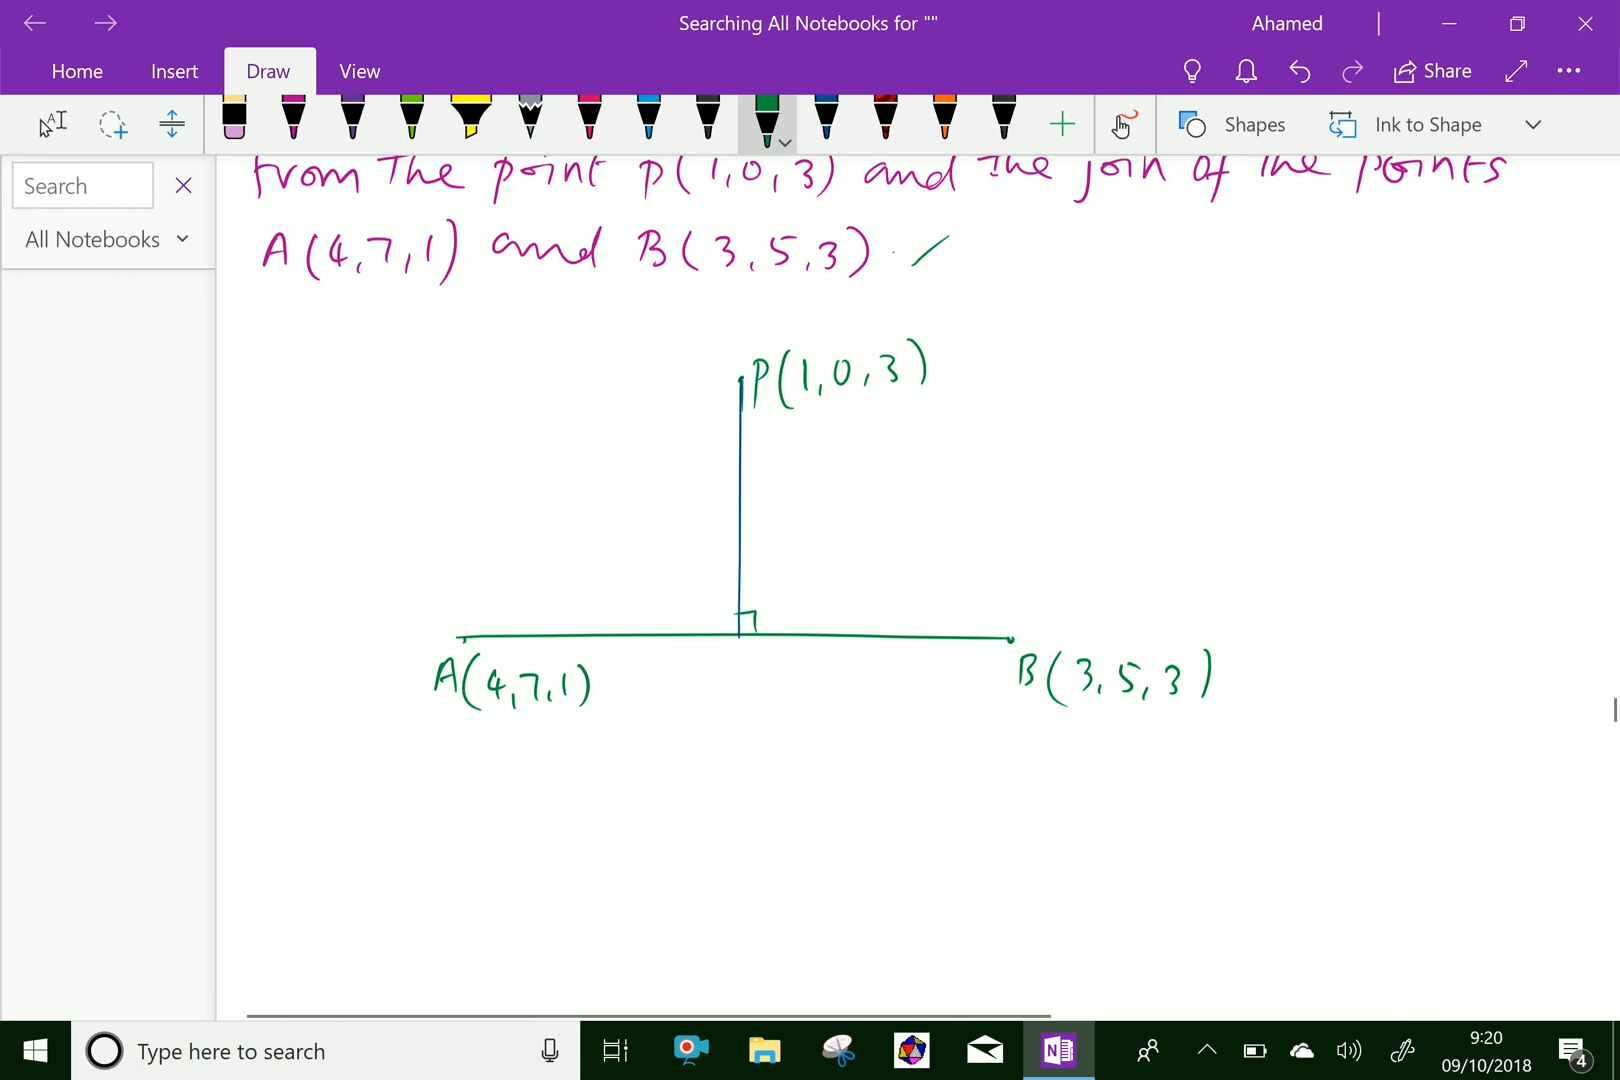 Searching All Notebooks for ""
Ahamed
Home
Insert
Draw
View
Share
Shapes
Ink to Shape
Search
All Notebooks
from the point P(1,0,3) and the join of the points
A(4,7,1) and B(3,5,3).
P(1,0,3)
A(4,7,1)
B(3,5,3)
Type here to search
9:20
09/10/2018
4